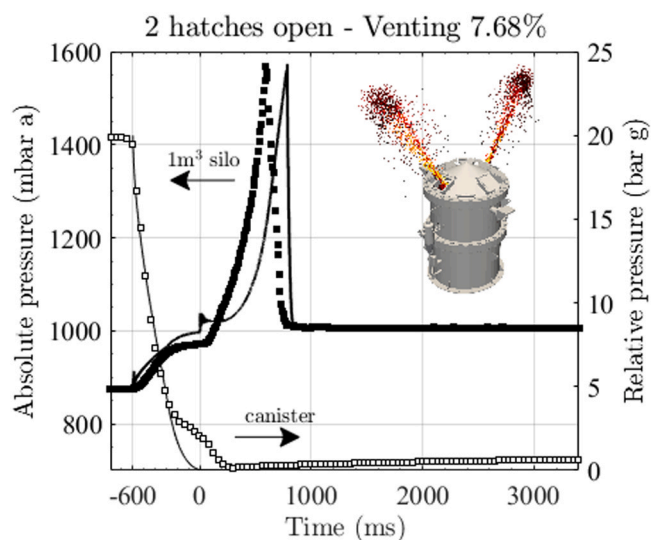 2 hatches open - Venting 7.68%
Absolute pressure (mbar a)
1600
1400
1200
1000
800
1m³ silo
canister
25
20
15
10
5
0
Relative pressure (bar g)
-600 0 1000 2000 3000
Time (ms)